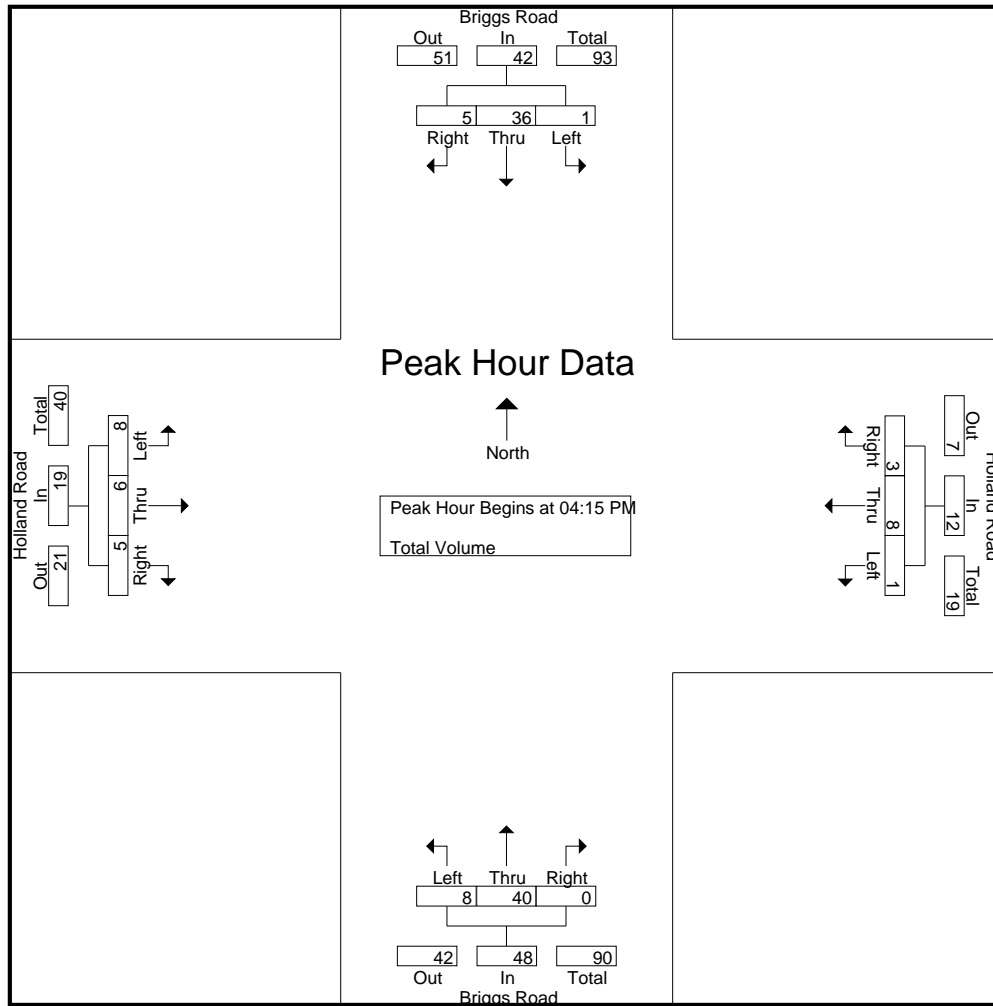 Briggs Road
Out In Total
51 42 93
5 36 1
Right Thru Left
Peak Hour Data
North
Peak Hour Begins at 04:15 PM
Total Volume
Holland Road
Total In Out
40 19 21
8 6 5
Left Thru Right
Holland Road
Out In Total
7 12 19
3 8 1
Right Thru Left
Left Thru Right
8 40 0
42 48 90
Out In Total
Briggs Road